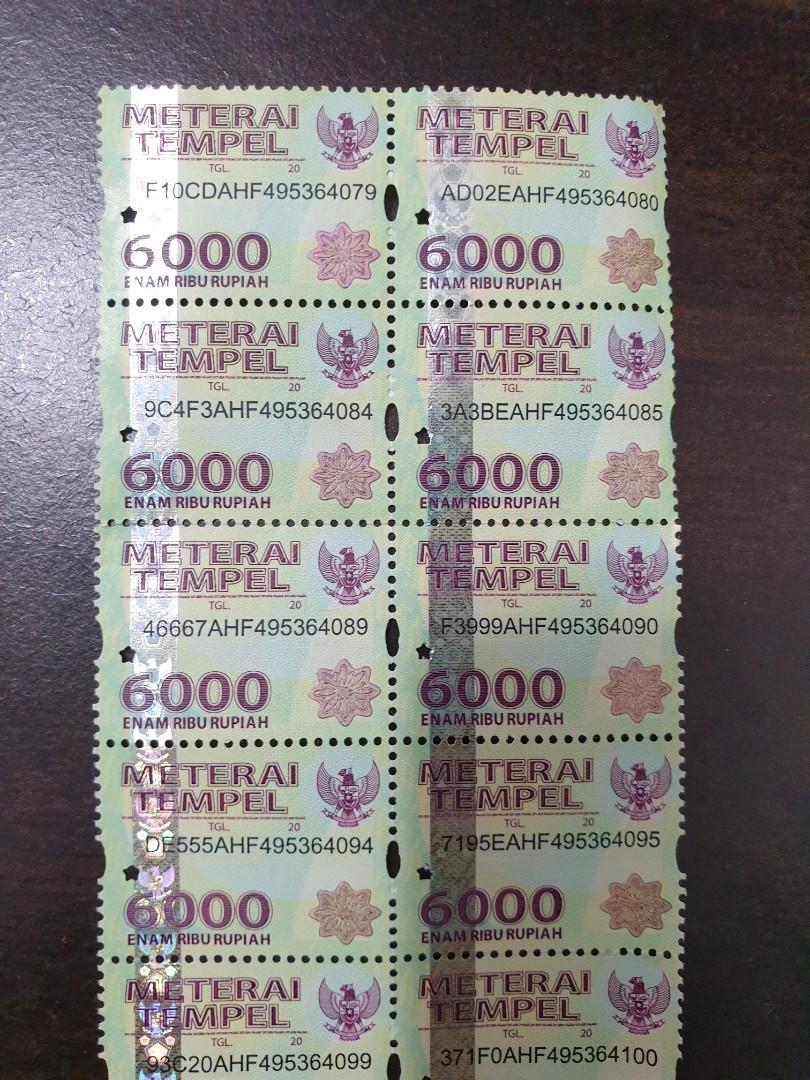 METERAI
TEMPEL
TGL. 20
F10CDAHF495364079
6000
ENAM RIBU RUPIAH
METERAI
TEMPEL
TGL. 20
AD02EAHF495364080
6000
ENAM RIBU RUPIAH
METERAI
TEMPEL
TGL. 20
9C4F3AHF495364084
6000
ENAM RIBU RUPIAH
METERAI
TEMPEL
TGL. 20
3A3BEAHF495364085
6000
ENAM RIBU RUPIAH
METERAI
TEMPEL
TGL. 20
46667AHF495364089
6000
ENAM RIBU RUPIAH
METERAI
TEMPEL
TGL. 20
F3999AHF495364090
6000
ENAM RIBU RUPIAH
METERAI
TEMPEL
TGL. 20
DE555AHF495364094
6000
ENAM RIBU RUPIAH
METERAI
TEMPEL
TGL. 20
7195EAHF495364095
6000
ENAM RIBU RUPIAH
METERAI
TEMPEL
TGL. 20
93C20AHF495364099
METERAI
TEMPEL
TGL. 20
371F0AHF495364100